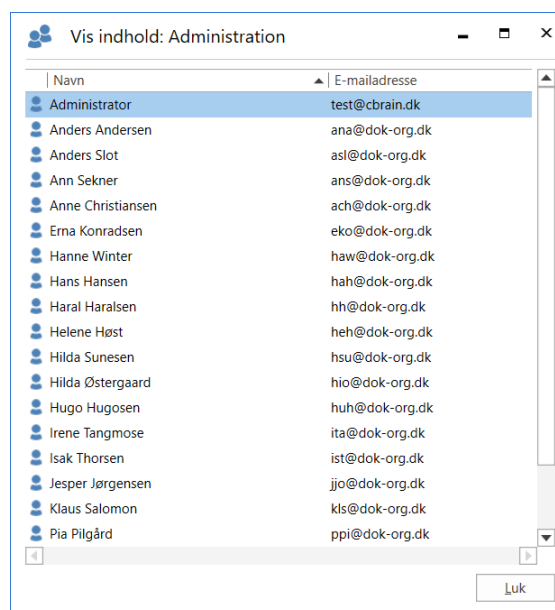 Vis indhold: Administration
Navn E-mailadresse
Administrator test@cbrain.dk
Anders Andersen ana@dok-org.dk
Anders Slot asl@dok-org.dk
Ann Sekner ans@dok-org.dk
Anne Christiansen ach@dok-org.dk
Erna Konradsen eko@dok-org.dk
Hanne Winter haw@dok-org.dk
Hans Hansen hah@dok-org.dk
Haral Haralsen hh@dok-org.dk
Helene Høst heh@dok-org.dk
Hilda Sunesen hsu@dok-org.dk
Hilda Østergaard hio@dok-org.dk
Hugo Hugosen huh@dok-org.dk
Irene Tangmose ita@dok-org.dk
Isak Thorsen ist@dok-org.dk
Jesper Jørgensen jjo@dok-org.dk
Klaus Salomon kls@dok-org.dk
Pia Pilgård ppi@dok-org.dk
Luk